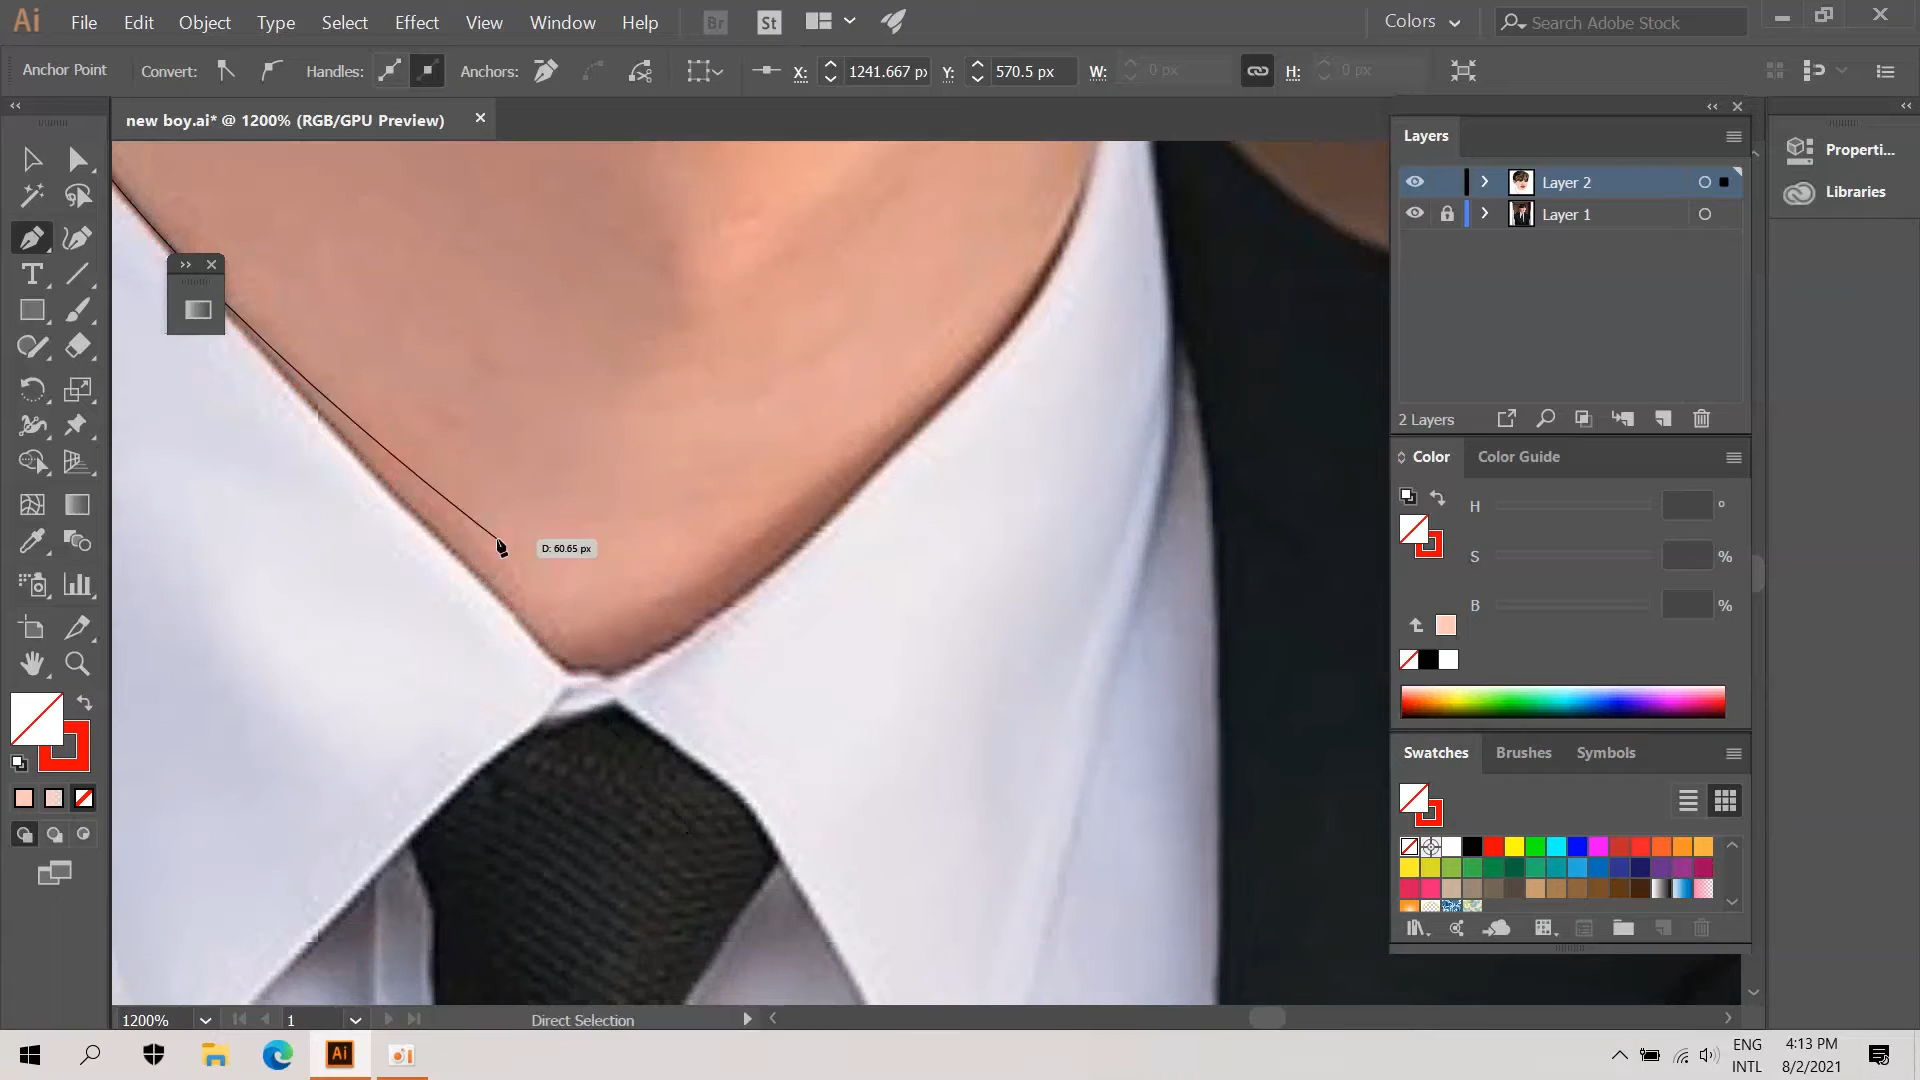 Ai File Edit Object Type Select Effect View Window Help Br St Colors Search Adobe Stock
Anchor Point Convert: Handles: Anchors: X: 1241.667 px Y: 570.5 px W: 0 px H: 0 px
new boy.ai* @ 1200% (RGB/GPU Preview)
Layers
Layer 2
Layer 1
2 Layers
Properti...
Libraries
Color Color Guide
H °
S %
B %
Swatches Brushes Symbols
D: 60.65 px
1200% 1 Direct Selection
Ai
ENG
INTL
4:13 PM
8/2/2021